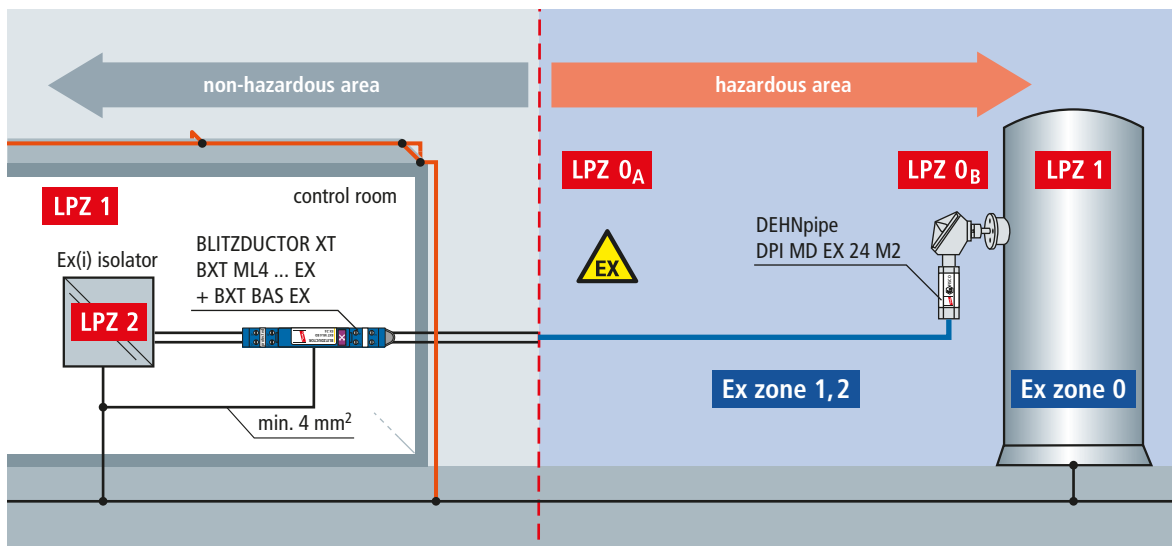 non-hazardous area
hazardous area
LPZ 0A
LPZ 0B
LPZ 1
LPZ 1
control room
Ex(i) isolator
LPZ 2
BLITZDUCTOR XT
BXT ML4 ... EX
+ BXT BAS EX
min. 4 mm²
EX
DEHNpipe
DPI MD EX 24 M2
Ex zone 1,2
Ex zone 0